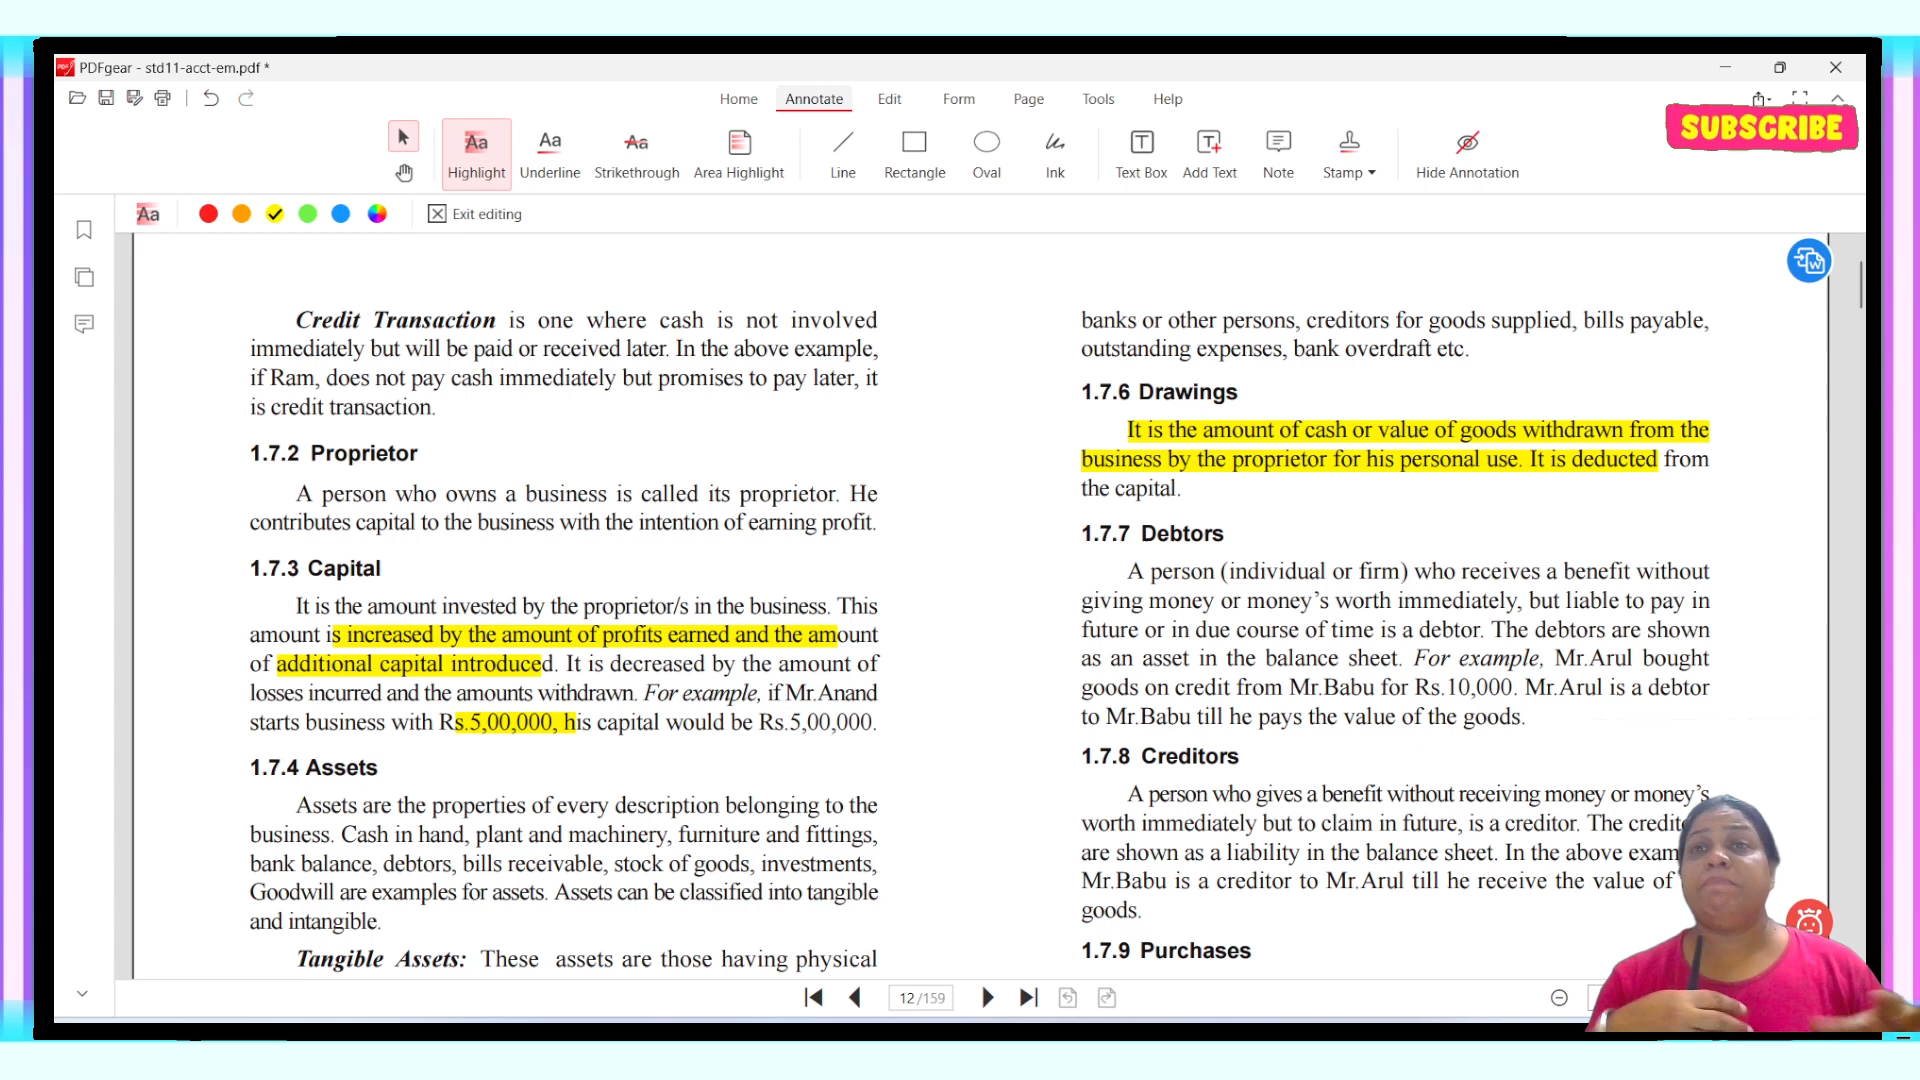 PDFgear - std11-acct-em.pdf *
Home Annotate Edit Form Page Tools Help
SUBSCRIBE
Aa Aa Aa
Highlight Underline Strikethrough Area Highlight Line Rectangle Oval Ink Text Box Add Text Note Stamp Hide Annotation
Aa Exit editing
Credit Transaction is one where cash is not involved
immediately but will be paid or received later. In the above example,
if Ram, does not pay cash immediately but promises to pay later, it
is credit transaction.
1.7.2 Proprietor
A person who owns a business is called its proprietor. He
contributes capital to the business with the intention of earning profit.
1.7.3 Capital
It is the amount invested by the proprietor/s in the business. This
amount is increased by the amount of profits earned and the amount
of additional capital introduced. It is decreased by the amount of
losses incurred and the amounts withdrawn. For example, if Mr.Anand
starts business with Rs.5,00,000, his capital would be Rs.5,00,000.
1.7.4 Assets
Assets are the properties of every description belonging to the
business. Cash in hand, plant and machinery, furniture and fittings,
bank balance, debtors, bills receivable, stock of goods, investments,
Goodwill are examples for assets. Assets can be classified into tangible
and intangible.
Tangible Assets: These assets are those having physical
banks or other persons, creditors for goods supplied, bills payable,
outstanding expenses, bank overdraft etc.
1.7.6 Drawings
It is the amount of cash or value of goods withdrawn from the
business by the proprietor for his personal use. It is deducted from
the capital.
1.7.7 Debtors
A person (individual or firm) who receives a benefit without
giving money or money's worth immediately, but liable to pay in
future or in due course of time is a debtor. The debtors are shown
as an asset in the balance sheet. For example, Mr.Arul bought
goods on credit from Mr.Babu for Rs.10,000. Mr.Arul is a debtor
to Mr.Babu till he pays the value of the goods.
1.7.8 Creditors
A person who gives a benefit without receiving money or money's
worth immediately but to claim in future, is a creditor. The
are shown as a liability in the balance sheet. In the above
Mr.Babu is a creditor to Mr.Arul till he receive the value of
goods.
1.7.9 Purchases
12 /159